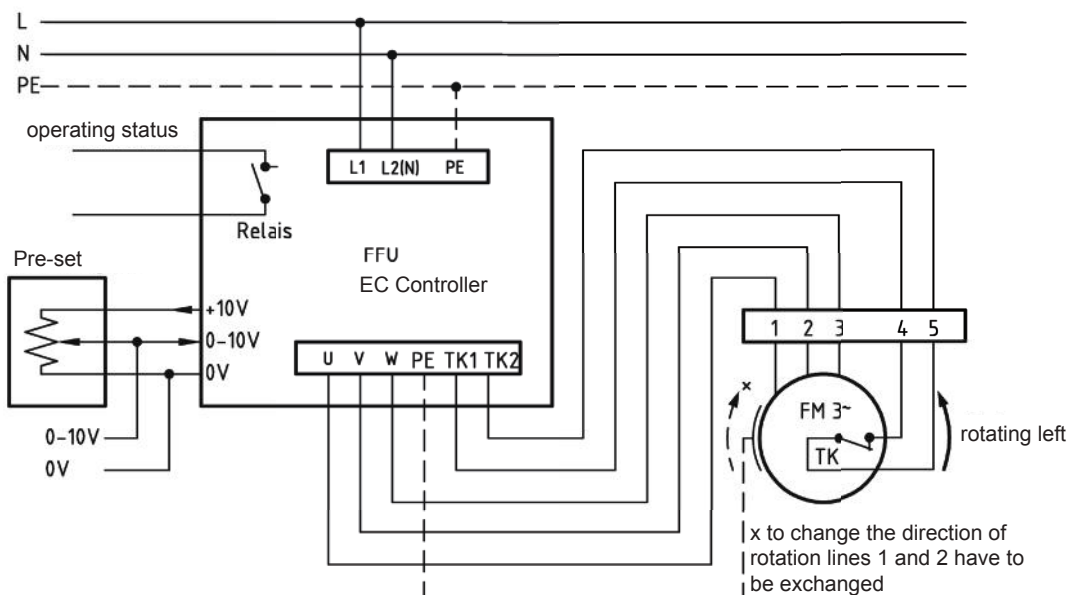 L
N
PE
operating status
L1 L2(N) PE
Relais
FFU
EC Controller
Pre-set
+10V
0-10V
0V
U V W PE TK1 TK2
0-10V
0V
1 2 3 4 5
x
FM 3~
TK
rotating left
x to change the direction of
rotation lines 1 and 2 have to
be exchanged